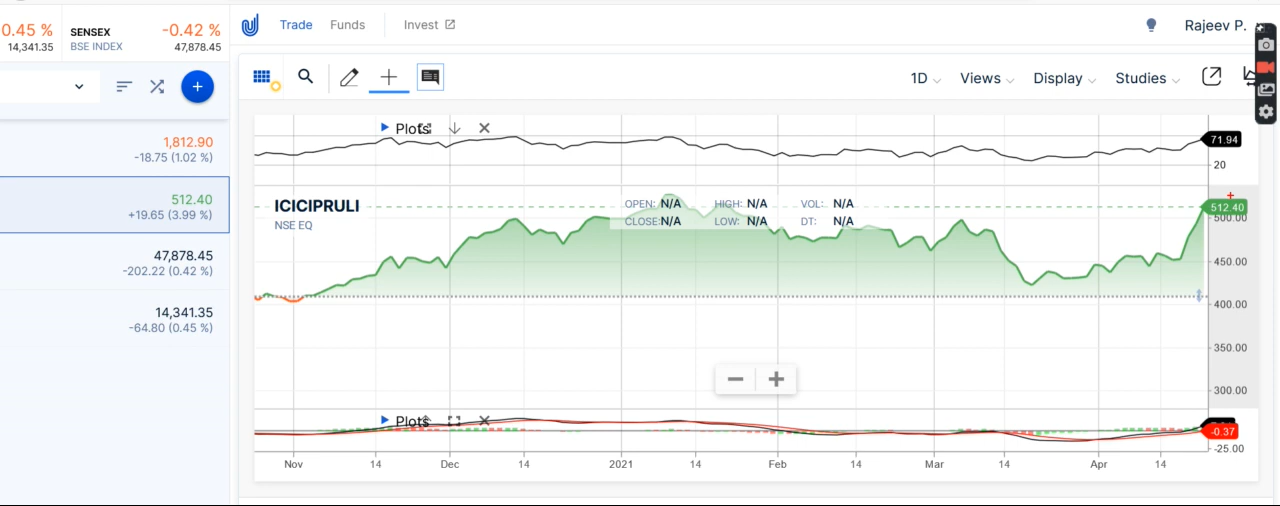 0.45 %
14,341.35
SENSEX
BSE INDEX
-0.42 %
47,878.45
Trade
Funds
Invest
Rajeev P.
1D
Views
Display
Studies
1,812.90
-18.75 (1.02 %)
512.40
+19.65 (3.99 %)
47,878.45
-202.22 (0.42 %)
14,341.35
-64.80 (0.45 %)
Plots
71.94
20
ICICIPRULI
NSE EQ
OPEN: N/A HIGH: N/A VOL: N/A
CLOSE: N/A LOW: N/A DT: N/A
512.40
500.00
450.00
400.00
350.00
300.00
Plots
-0.37
-25.00
Nov 14 Dec 14 2021 14 Feb 14 Mar 14 Apr 14